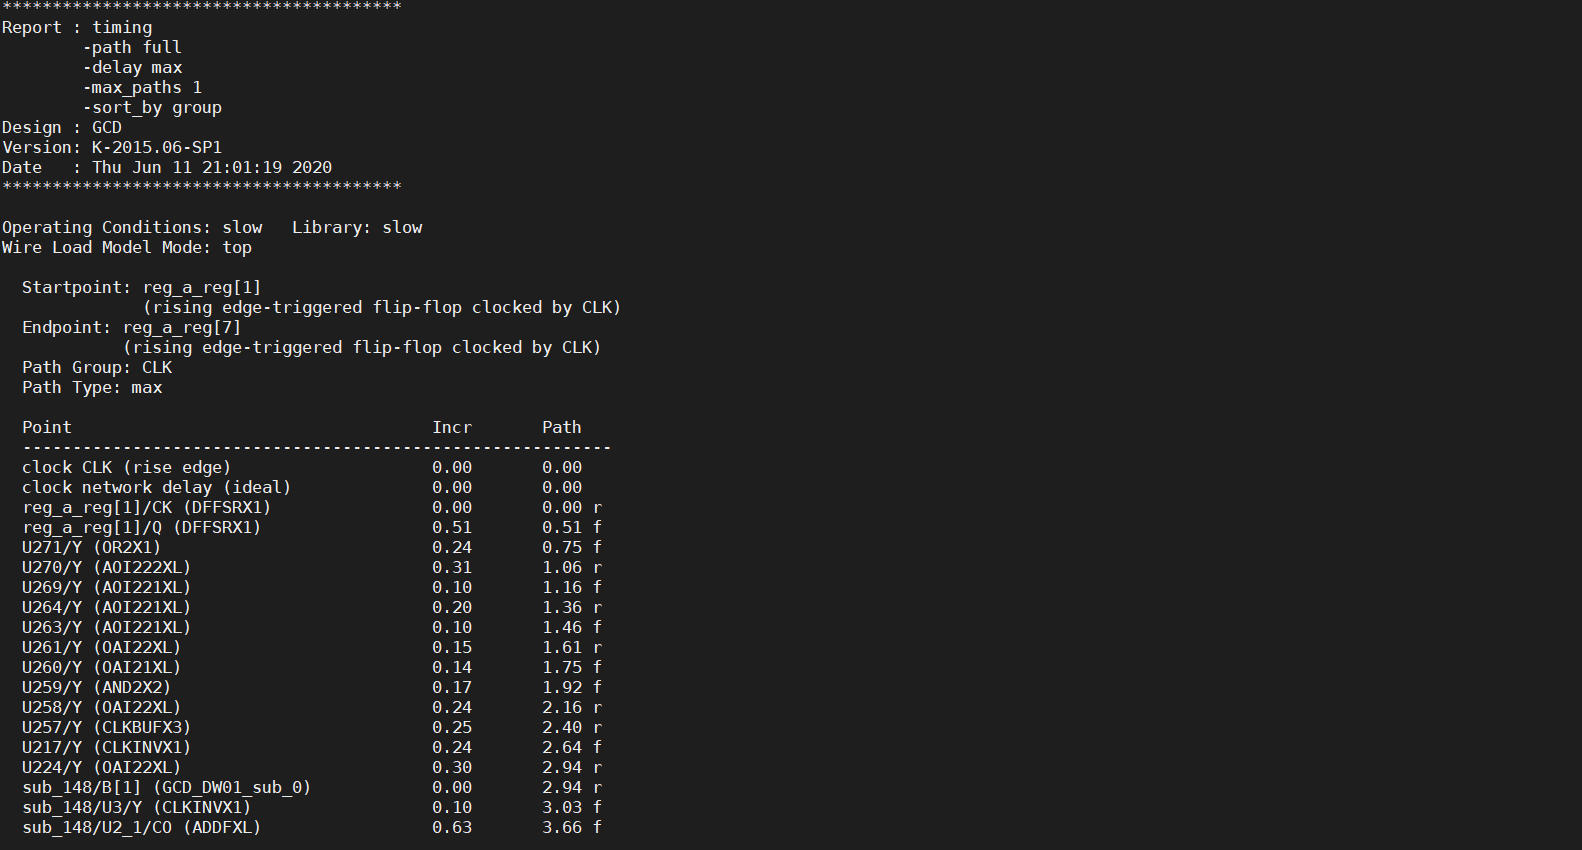 ****************************************
Report : timing
        -path full
        -delay max
        -max_paths 1
        -sort_by group
Design : GCD
Version: K-2015.06-SP1
Date   : Thu Jun 11 21:01:19 2020
****************************************

Operating Conditions: slow   Library: slow
Wire Load Model Mode: top

  Startpoint: reg_a_reg[1]
              (rising edge-triggered flip-flop clocked by CLK)
  Endpoint: reg_a_reg[7]
            (rising edge-triggered flip-flop clocked by CLK)
  Path Group: CLK
  Path Type: max

  Point                                    Incr       Path
  -----------------------------------------------------------
  clock CLK (rise edge)                    0.00       0.00
  clock network delay (ideal)              0.00       0.00
  reg_a_reg[1]/CK (DFFSRX1)                0.00       0.00 r
  reg_a_reg[1]/Q (DFFSRX1)                 0.51       0.51 f
  U271/Y (OR2X1)                           0.24       0.75 f
  U270/Y (AOI222XL)                        0.31       1.06 r
  U269/Y (AOI221XL)                        0.10       1.16 f
  U264/Y (AOI221XL)                        0.20       1.36 r
  U263/Y (AOI221XL)                        0.10       1.46 f
  U261/Y (OAI22XL)                         0.15       1.61 r
  U260/Y (OAI21XL)                         0.14       1.75 f
  U259/Y (AND2X2)                          0.17       1.92 f
  U258/Y (OAI22XL)                         0.24       2.16 r
  U257/Y (CLKBUFX3)                        0.25       2.40 r
  U217/Y (CLKINVX1)                        0.24       2.64 f
  U224/Y (OAI22XL)                         0.30       2.94 r
  sub_148/B[1] (GCD_DW01_sub_0)            0.00       2.94 r
  sub_148/U3/Y (CLKINVX1)                  0.10       3.03 f
  sub_148/U2_1/CO (ADDFXL)                 0.63       3.66 f